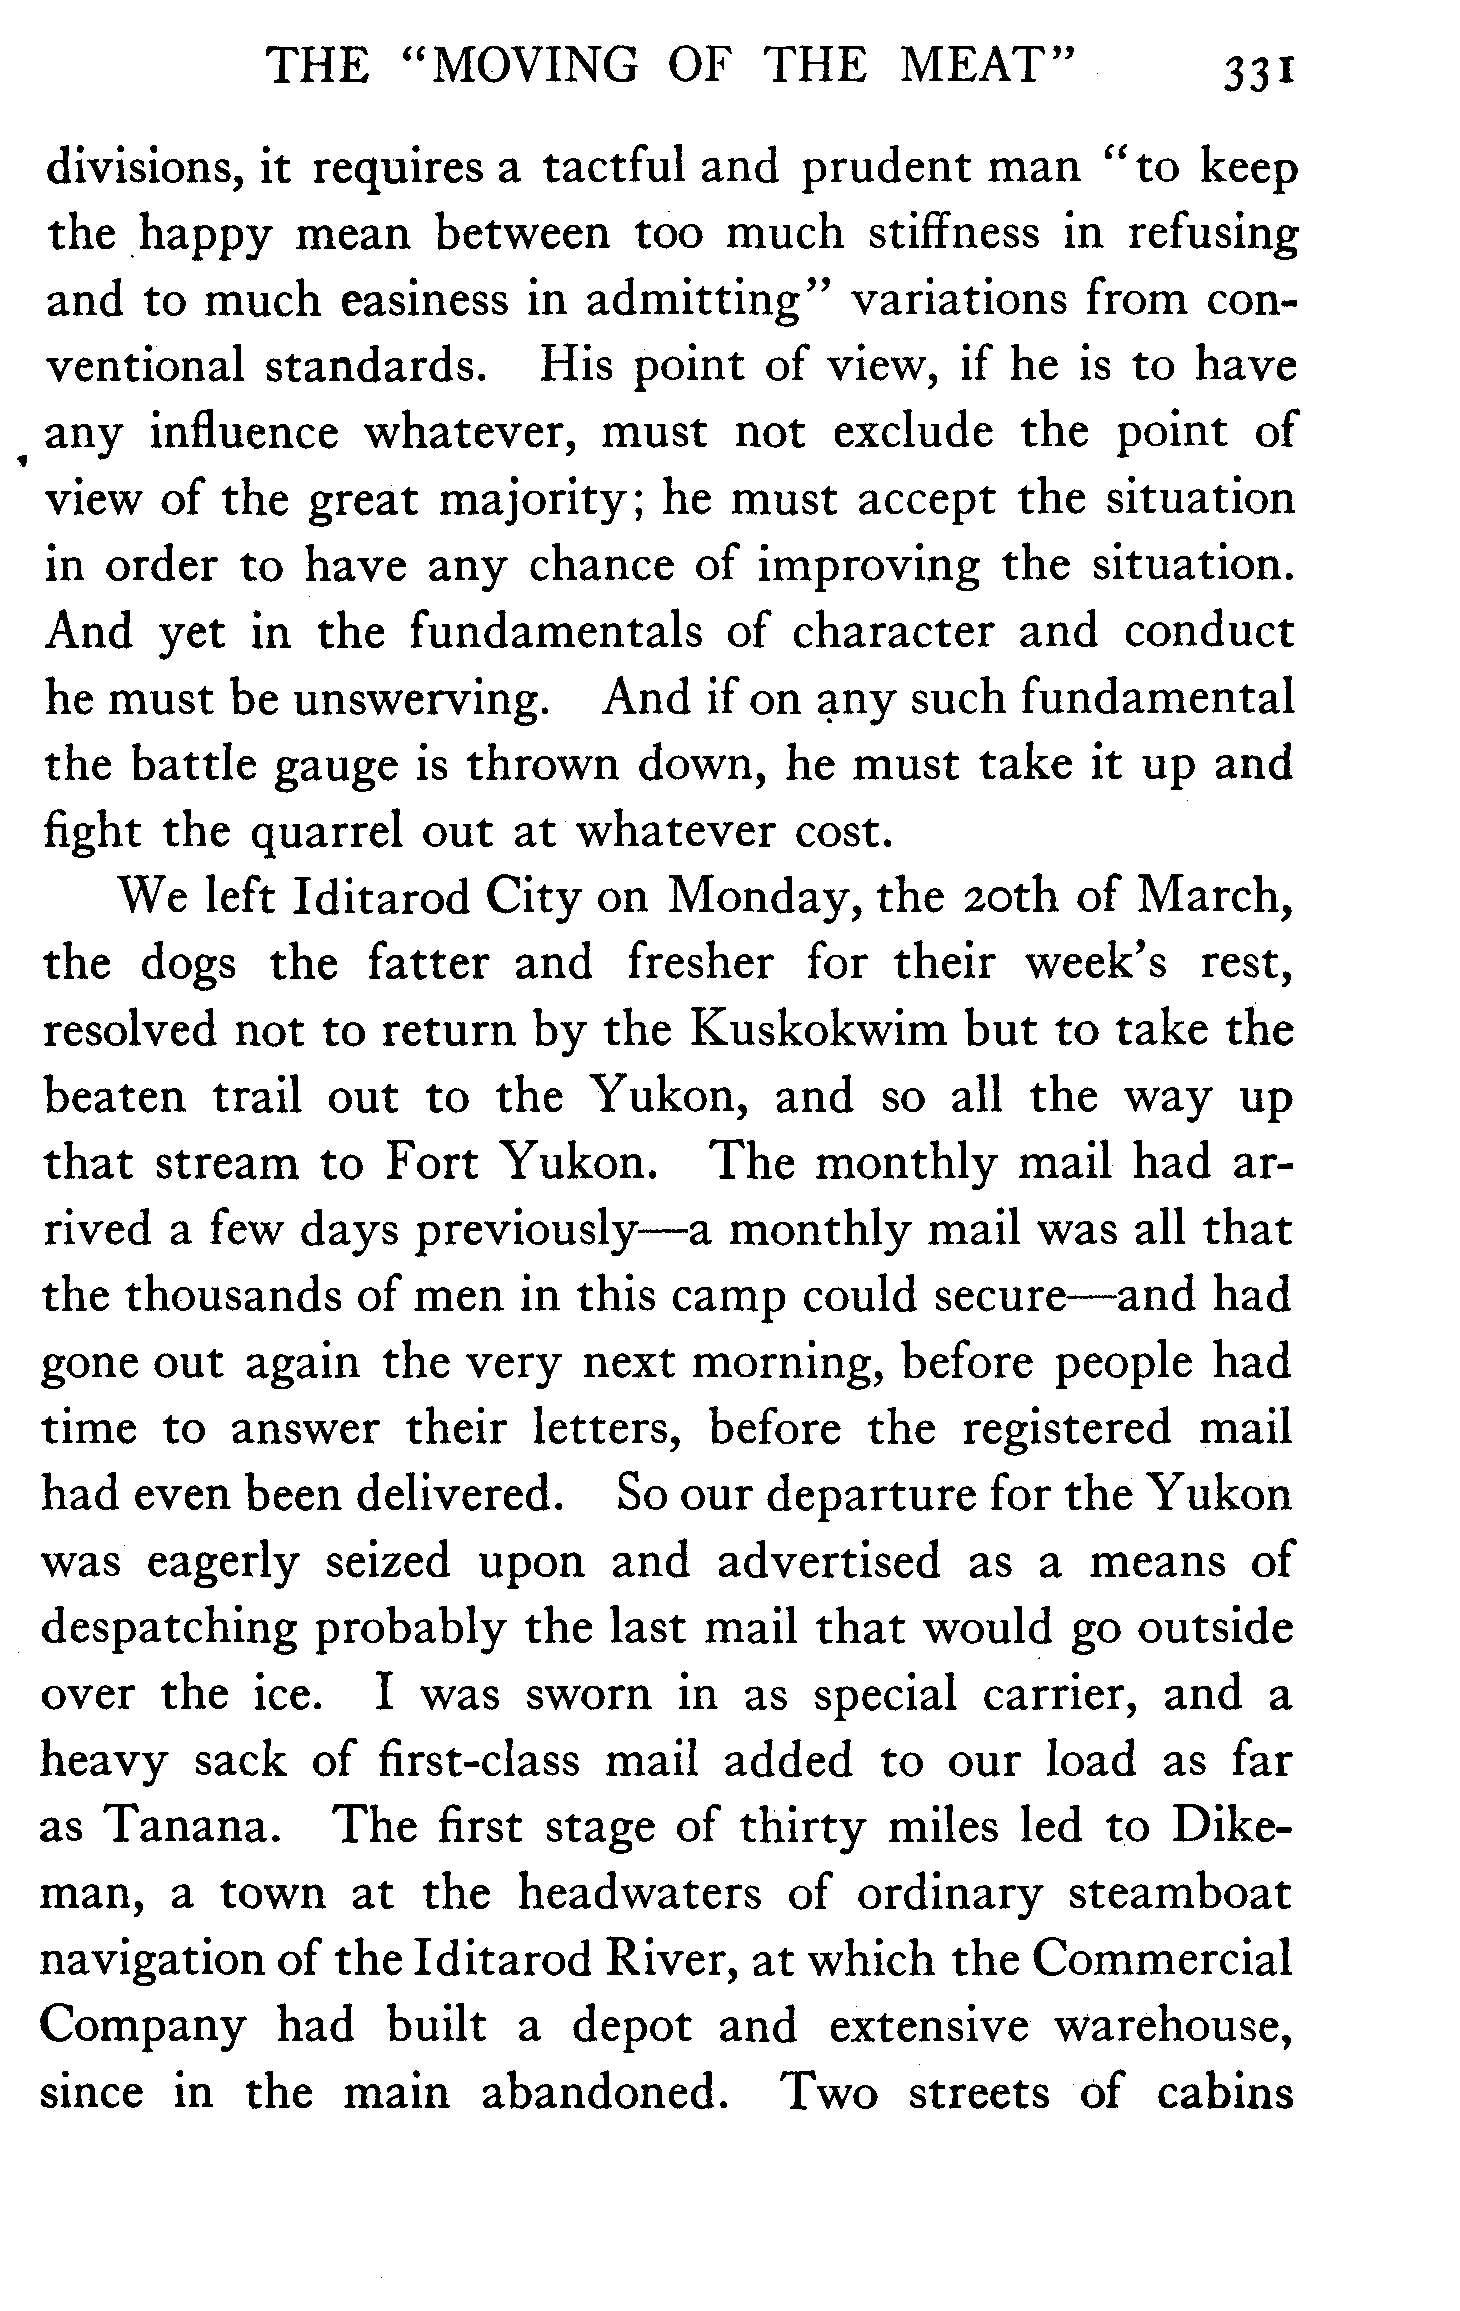 THE "MOVING OF THE MEAT" 331
divisions, it requires a tactful and prudent man "to keep
the happy mean between too much stiffness in refusing
and to much easiness in admitting" variations from con-
ventional standards. His point of view, if he is to have
any influence whatever, must not exclude the point of
view of the great majority; he must accept the situation
in order to have any chance of improving the situation.
And yet in the fundamentals of character and conduct
he must be unswerving. And if on any such fundamental
the battle gauge is thrown down, he must take it up and
fight the quarrel out at whatever cost.
We left Iditarod City on Monday, the 20th of March,
the dogs the fatter and fresher for their week's rest,
resolved not to return by the Kuskokwim but to take the
beaten trail out to the Yukon, and so all the way up
that stream to Fort Yukon. The monthly mail had ar-
rived a few days previously—a monthly mail was all that
the thousands of men in this camp could secure—and had
gone out again the very next morning, before people had
time to answer their letters, before the registered mail
had even been delivered. So our departure for the Yukon
was eagerly seized upon and advertised as a means of
despatching probably the last mail that would go outside
over the ice. I was sworn in as special carrier, and a
heavy sack of first-class mail added to our load as far
as Tanana. The first stage of thirty miles led to Dike-
man, a town at the headwaters of ordinary steamboat
navigation of the Iditarod River, at which the Commercial
Company had built a depot and extensive warehouse,
since in the main abandoned. Two streets of cabins